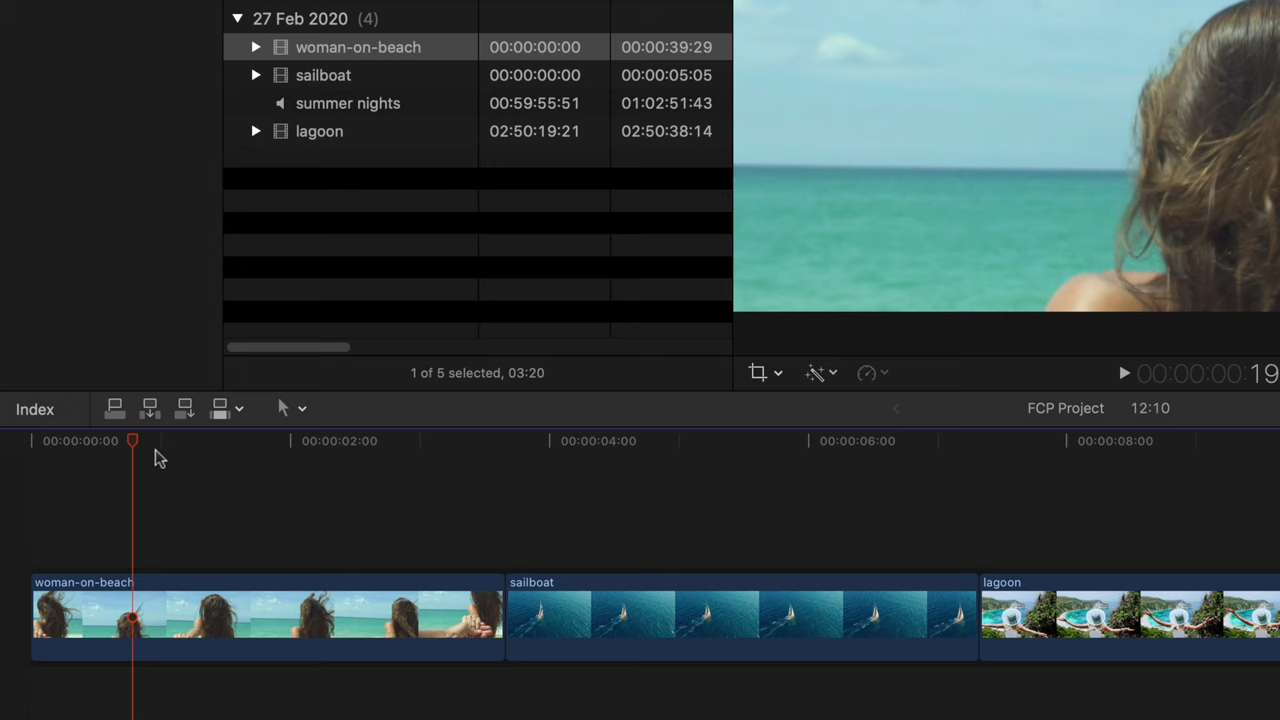 27 Feb 2020 (4)
woman-on-beach 00:00:00:00 00:00:39:29
sailboat 00:00:00:00 00:00:05:05
summer nights 00:59:55:51 01:02:51:43
lagoon 02:50:19:21 02:50:38:14
1 of 5 selected, 03:20
00:00:00:19
Index
FCP Project 12:10
00:00:00:00 00:00:02:00 00:00:04:00 00:00:06:00 00:00:08:00
woman-on-beach sailboat lagoon